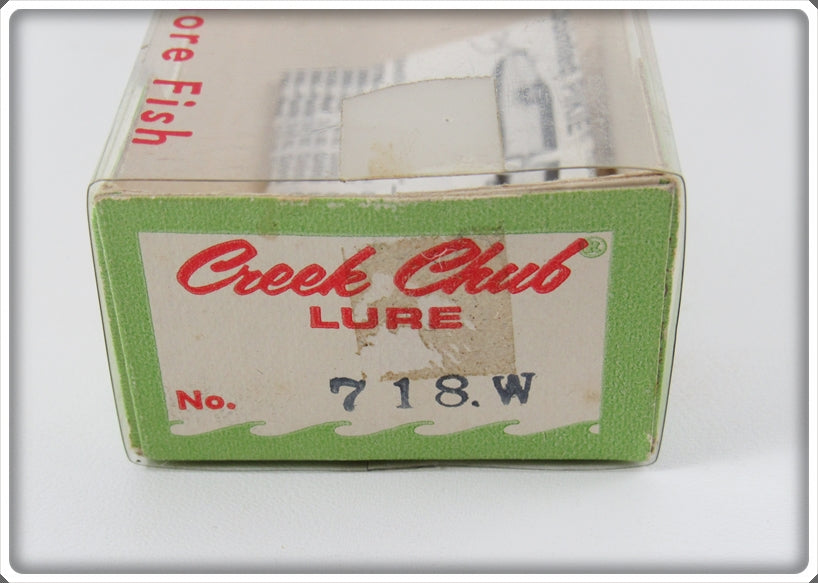 ore Fish
Creek Chub®
LURE
No. 718.W